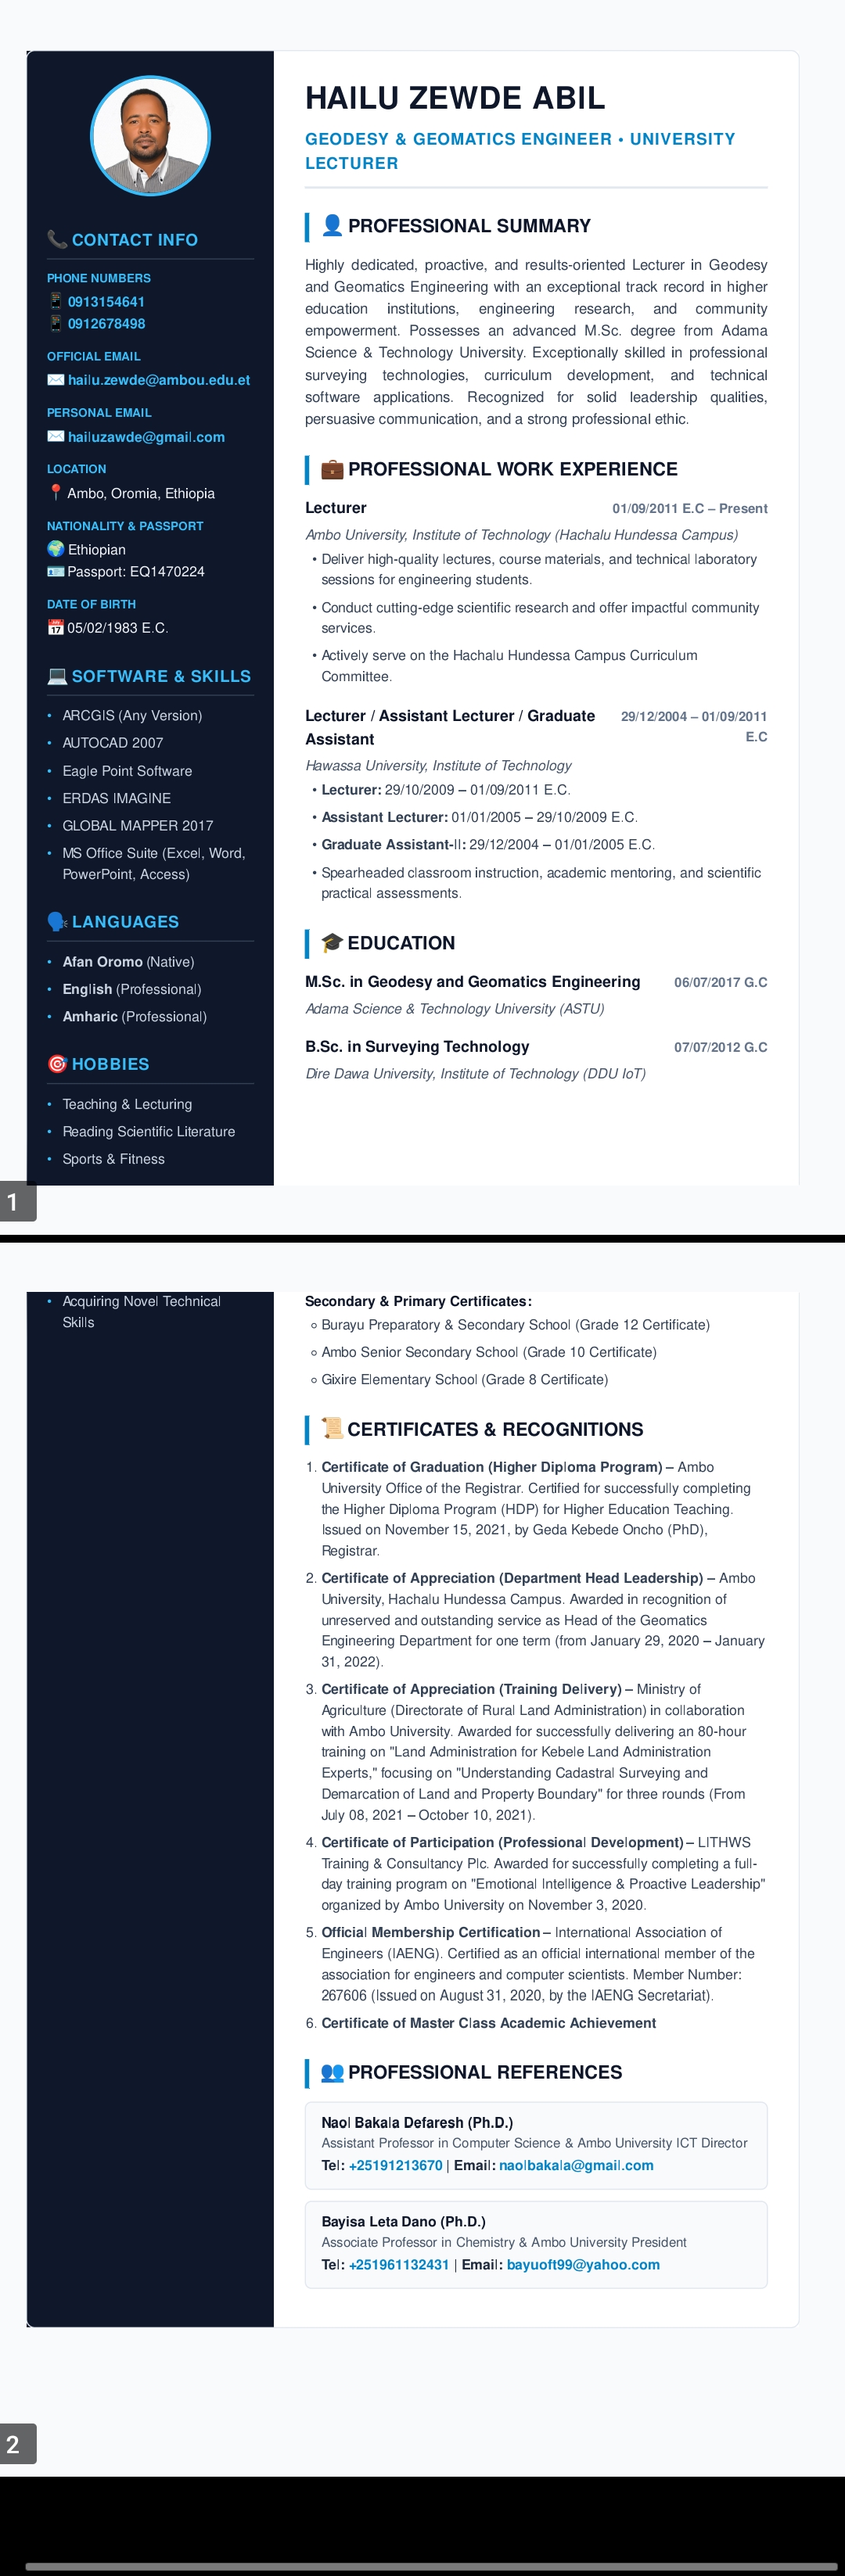 HAILU ZEWDE ABIL
GEODESY & GEOMATICS ENGINEER • UNIVERSITY
LECTURER
📞 CONTACT INFO
PHONE NUMBERS
📱 0913154641
📱 0912678498
OFFICIAL EMAIL
✉️ hailu.zewde@ambou.edu.et
PERSONAL EMAIL
✉️ hailuzawde@gmail.com
LOCATION
📍 Ambo, Oromia, Ethiopia
NATIONALITY & PASSPORT
🌍 Ethiopian
🪪 Passport: EQ1470224
DATE OF BIRTH
📅 05/02/1983 E.C.
💻 SOFTWARE & SKILLS
• ARCGIS (Any Version)
• AUTOCAD 2007
• Eagle Point Software
• ERDAS IMAGINE
• GLOBAL MAPPER 2017
• MS Office Suite (Excel, Word,
PowerPoint, Access)
🗣️ LANGUAGES
• Afan Oromo (Native)
• English (Professional)
• Amharic (Professional)
🎯 HOBBIES
• Teaching & Lecturing
• Reading Scientific Literature
• Sports & Fitness
👤 PROFESSIONAL SUMMARY
Highly dedicated, proactive, and results-oriented Lecturer in Geodesy
and Geomatics Engineering with an exceptional track record in higher
education institutions, engineering research, and community
empowerment. Possesses an advanced M.Sc. degree from Adama
Science & Technology University. Exceptionally skilled in professional
surveying technologies, curriculum development, and technical
software applications. Recognized for solid leadership qualities,
persuasive communication, and a strong professional ethic.
💼 PROFESSIONAL WORK EXPERIENCE
Lecturer 01/09/2011 E.C – Present
Ambo University, Institute of Technology (Hachalu Hundessa Campus)
• Deliver high-quality lectures, course materials, and technical laboratory
sessions for engineering students.
• Conduct cutting-edge scientific research and offer impactful community
services.
• Actively serve on the Hachalu Hundessa Campus Curriculum
Committee.
Lecturer / Assistant Lecturer / Graduate 29/12/2004 – 01/09/2011
Assistant E.C
Hawassa University, Institute of Technology
• Lecturer: 29/10/2009 – 01/09/2011 E.C.
• Assistant Lecturer: 01/01/2005 – 29/10/2009 E.C.
• Graduate Assistant-II: 29/12/2004 – 01/01/2005 E.C.
• Spearheaded classroom instruction, academic mentoring, and scientific
practical assessments.
🎓 EDUCATION
M.Sc. in Geodesy and Geomatics Engineering 06/07/2017 G.C
Adama Science & Technology University (ASTU)
B.Sc. in Surveying Technology 07/07/2012 G.C
Dire Dawa University, Institute of Technology (DDU IoT)
1
• Acquiring Novel Technical
Skills
Secondary & Primary Certificates:
○ Burayu Preparatory & Secondary School (Grade 12 Certificate)
○ Ambo Senior Secondary School (Grade 10 Certificate)
○ Gixire Elementary School (Grade 8 Certificate)
📜 CERTIFICATES & RECOGNITIONS
1. Certificate of Graduation (Higher Diploma Program) – Ambo
University Office of the Registrar. Certified for successfully completing
the Higher Diploma Program (HDP) for Higher Education Teaching.
Issued on November 15, 2021, by Geda Kebede Oncho (PhD),
Registrar.
2. Certificate of Appreciation (Department Head Leadership) – Ambo
University, Hachalu Hundessa Campus. Awarded in recognition of
unreserved and outstanding service as Head of the Geomatics
Engineering Department for one term (from January 29, 2020 – January
31, 2022).
3. Certificate of Appreciation (Training Delivery) – Ministry of
Agriculture (Directorate of Rural Land Administration) in collaboration
with Ambo University. Awarded for successfully delivering an 80-hour
training on "Land Administration for Kebele Land Administration
Experts," focusing on "Understanding Cadastral Surveying and
Demarcation of Land and Property Boundary" for three rounds (From
July 08, 2021 – October 10, 2021).
4. Certificate of Participation (Professional Development) – LITHWS
Training & Consultancy Plc. Awarded for successfully completing a full-
day training program on "Emotional Intelligence & Proactive Leadership"
organized by Ambo University on November 3, 2020.
5. Official Membership Certification – International Association of
Engineers (IAENG). Certified as an official international member of the
association for engineers and computer scientists. Member Number:
267606 (Issued on August 31, 2020, by the IAENG Secretariat).
6. Certificate of Master Class Academic Achievement
👥 PROFESSIONAL REFERENCES
Naol Bakala Defaresh (Ph.D.)
Assistant Professor in Computer Science & Ambo University ICT Director
Tel: +25191213670 | Email: naolbakala@gmail.com
Bayisa Leta Dano (Ph.D.)
Associate Professor in Chemistry & Ambo University President
Tel: +251961132431 | Email: bayuoft99@yahoo.com
2